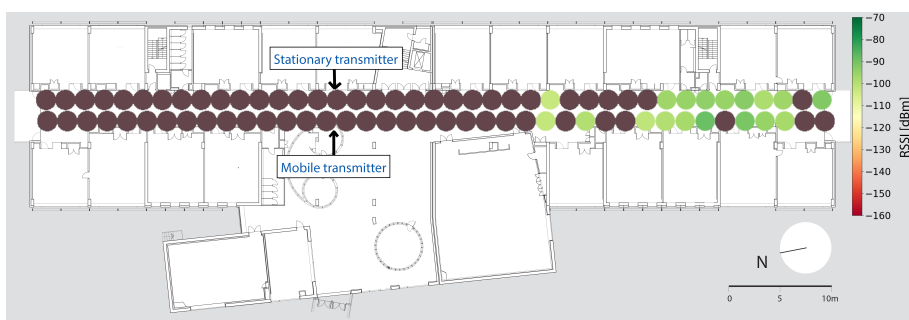 Stationary transmitter
Mobile transmitter
−70
−80
−90
−100
−110
−120
−130
−140
−150
−160
RSSI [dBm]
N
0 5 10m